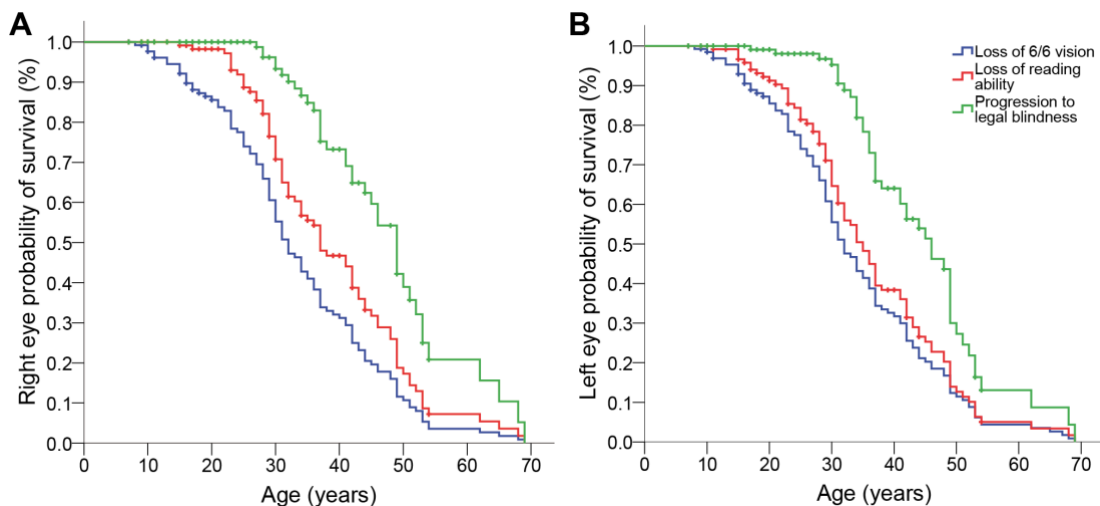 A
Right eye probability of survival (%)
1.0
0.9
0.8
0.7
0.6
0.5
0.4
0.3
0.2
0.1
0.0
0 10 20 30 40 50 60 70
Age (years)
B
Left eye probability of survival (%)
1.0
0.9
0.8
0.7
0.6
0.5
0.4
0.3
0.2
0.1
0.0
0 10 20 30 40 50 60 70
Age (years)
Loss of 6/6 vision
Loss of reading
ability
Progression to
legal blindness